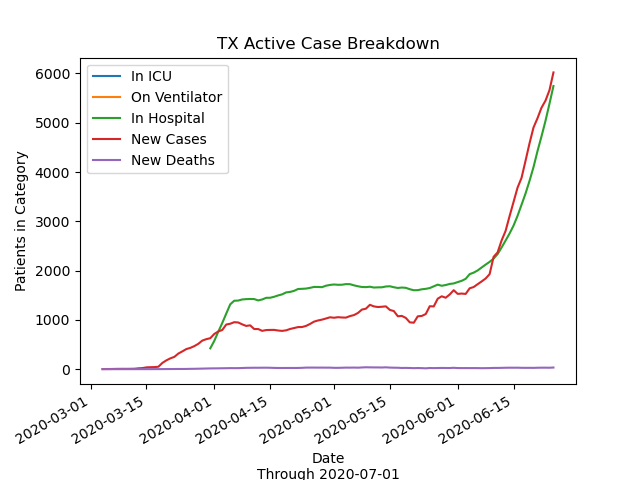 TX Active Case Breakdown
In ICU
On Ventilator
In Hospital
New Cases
New Deaths
Patients in Category
6000
5000
4000
3000
2000
1000
0
2020-03-01
2020-03-15
2020-04-01
2020-04-15
2020-05-01
2020-05-15
2020-06-01
2020-06-15
Date
Through 2020-07-01